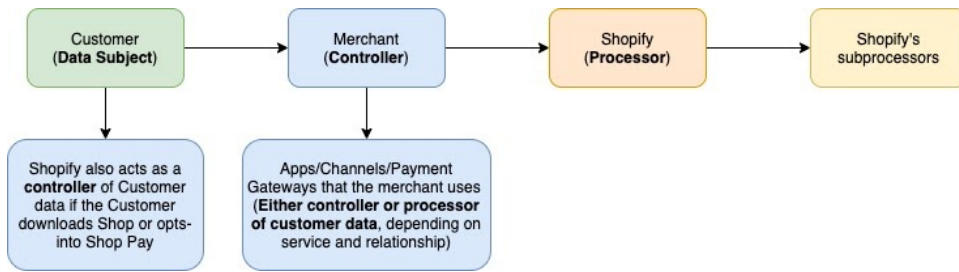 Customer
(Data Subject)
Merchant
(Controller)
Shopify
(Processor)
Shopify's
subprocessors
Shopify also acts as a
controller of Customer
data if the Customer
downloads Shop or opts-
into Shop Pay
Apps/Channels/Payment
Gateways that the merchant uses
(Either controller or processor
of customer data, depending on
service and relationship)